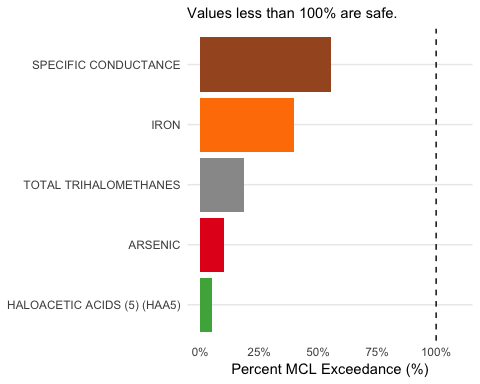 Values less than 100% are safe.
SPECIFIC CONDUCTANCE
IRON
TOTAL TRIHALOMETHANES
ARSENIC
HALOACETIC ACIDS (5) (HAA5)
0% 25% 50% 75% 100%
Percent MCL Exceedance (%)